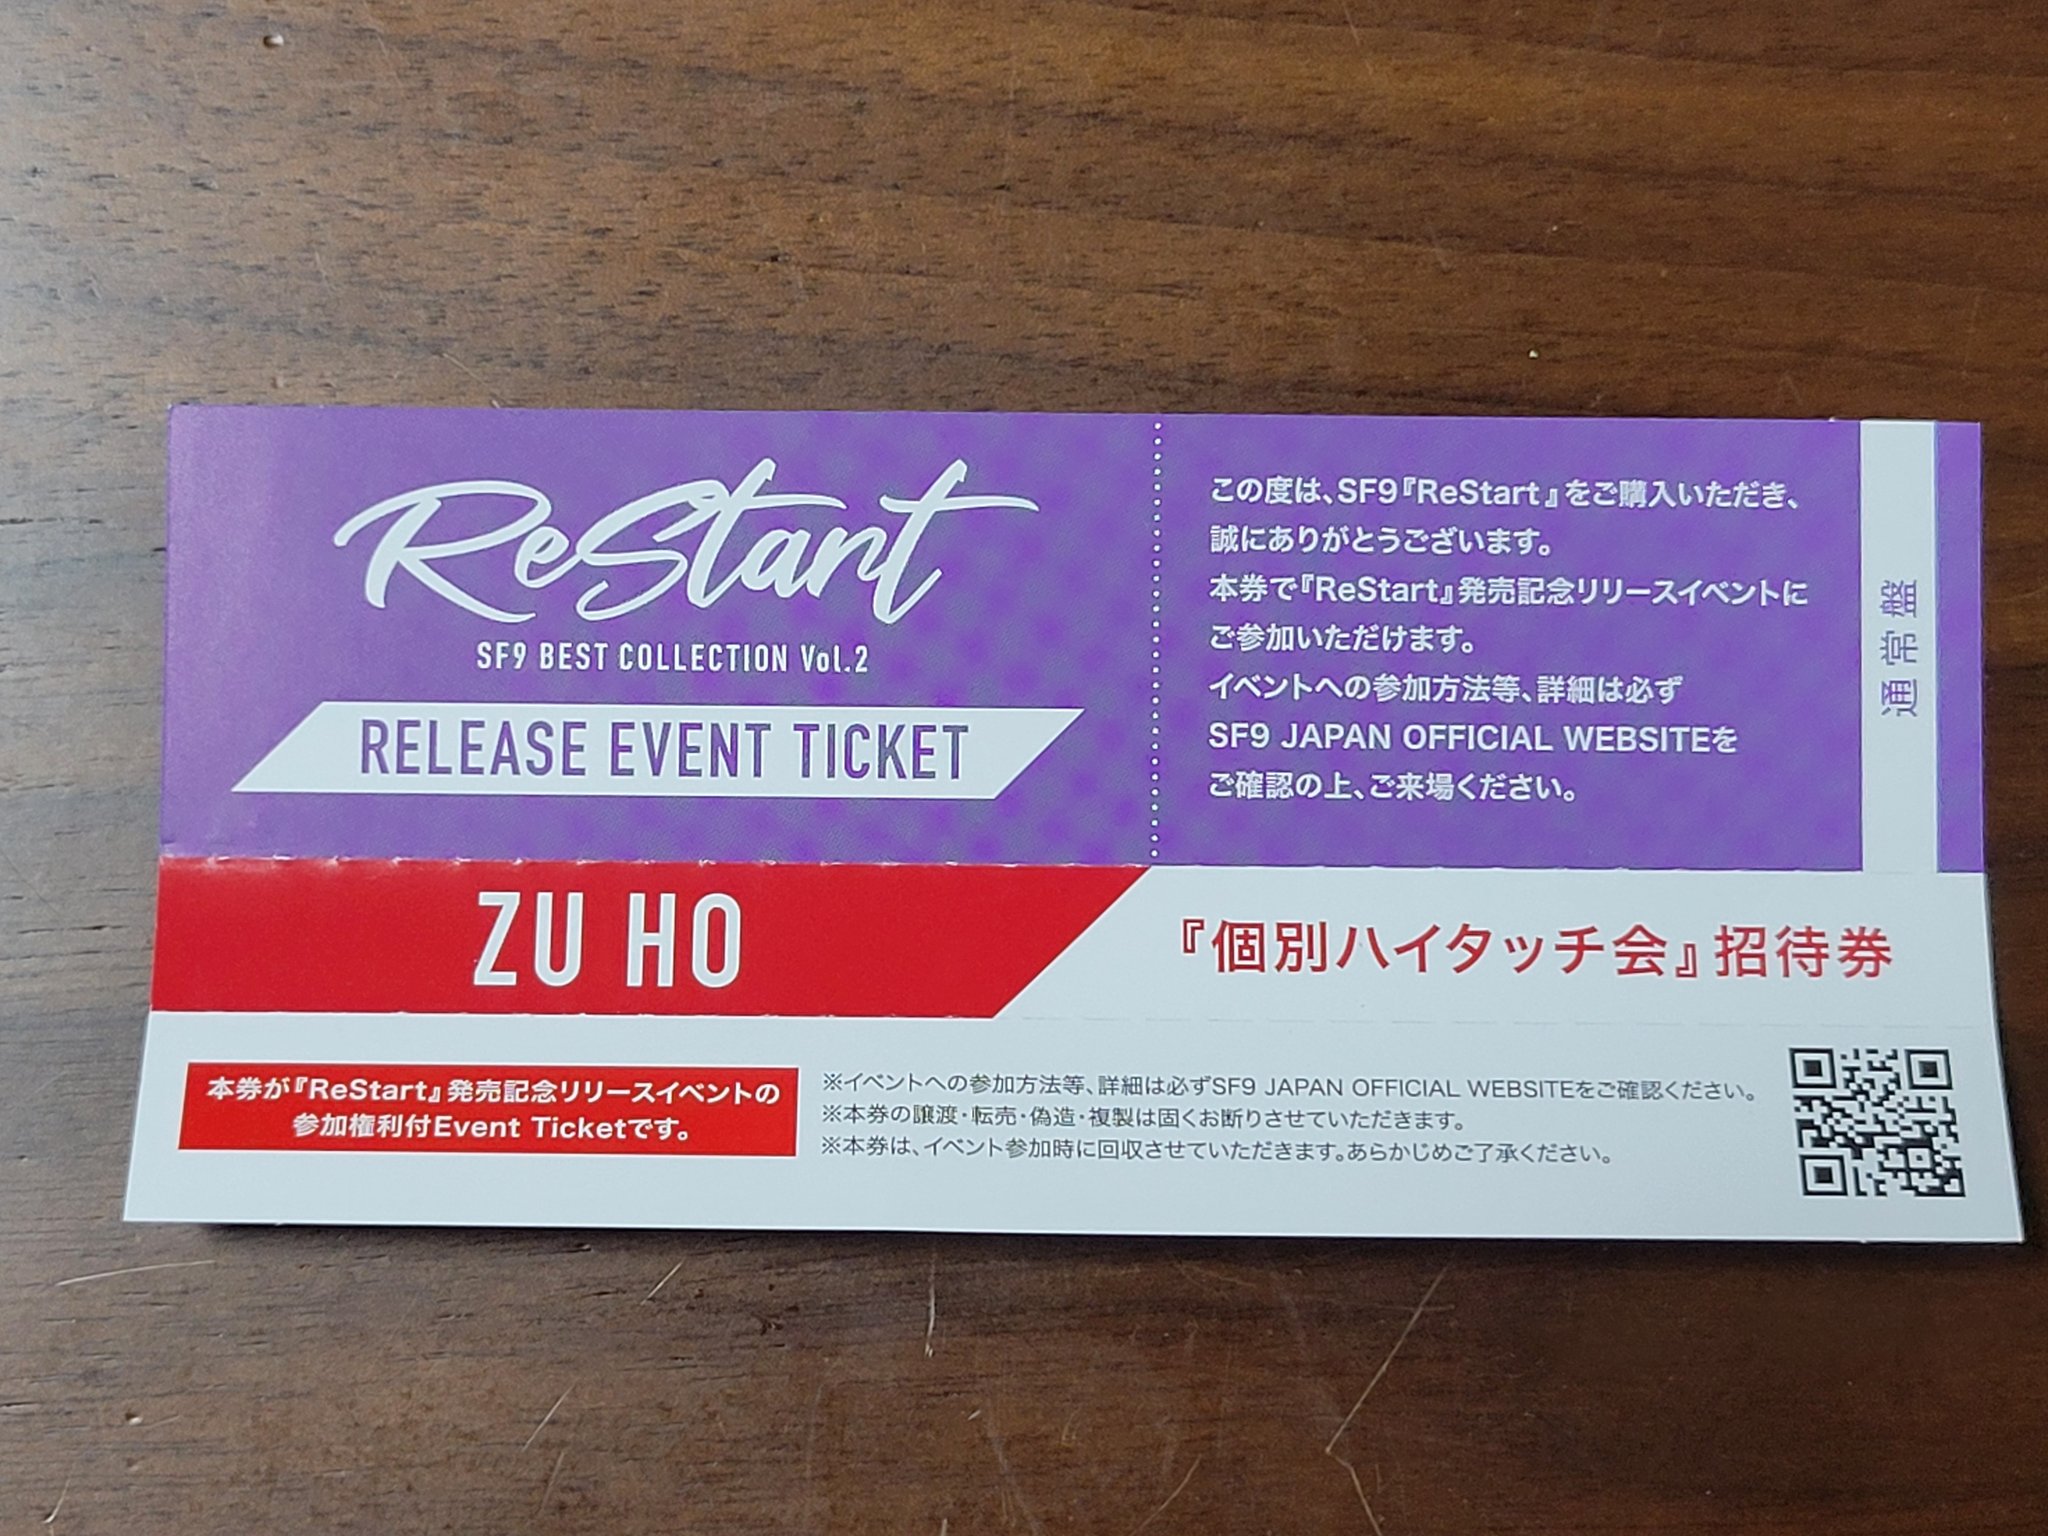 ReStart
SF9 BEST COLLECTION Vol.2
RELEASE EVENT TICKET
この度は、SF9『ReStart』をご購入いただき、
誠にありがとうございます。
本券で『ReStart』発売記念リリースイベントに
ご参加いただけます。
イベントへの参加方法等、詳細は必ず
SF9 JAPAN OFFICIAL WEBSITEを
ご確認の上、ご来場ください。
通常盤
ZU HO
『個別ハイタッチ会』招待券
本券が『ReStart』発売記念リリースイベントの
参加権利付Event Ticketです。
※イベントへの参加方法等、詳細は必ずSF9 JAPAN OFFICIAL WEBSITEをご確認ください。
※本券の譲渡・転売・偽造・複製は固くお断りさせていただきます。
※本券は、イベント参加時に回収させていただきます。あらかじめご了承ください。